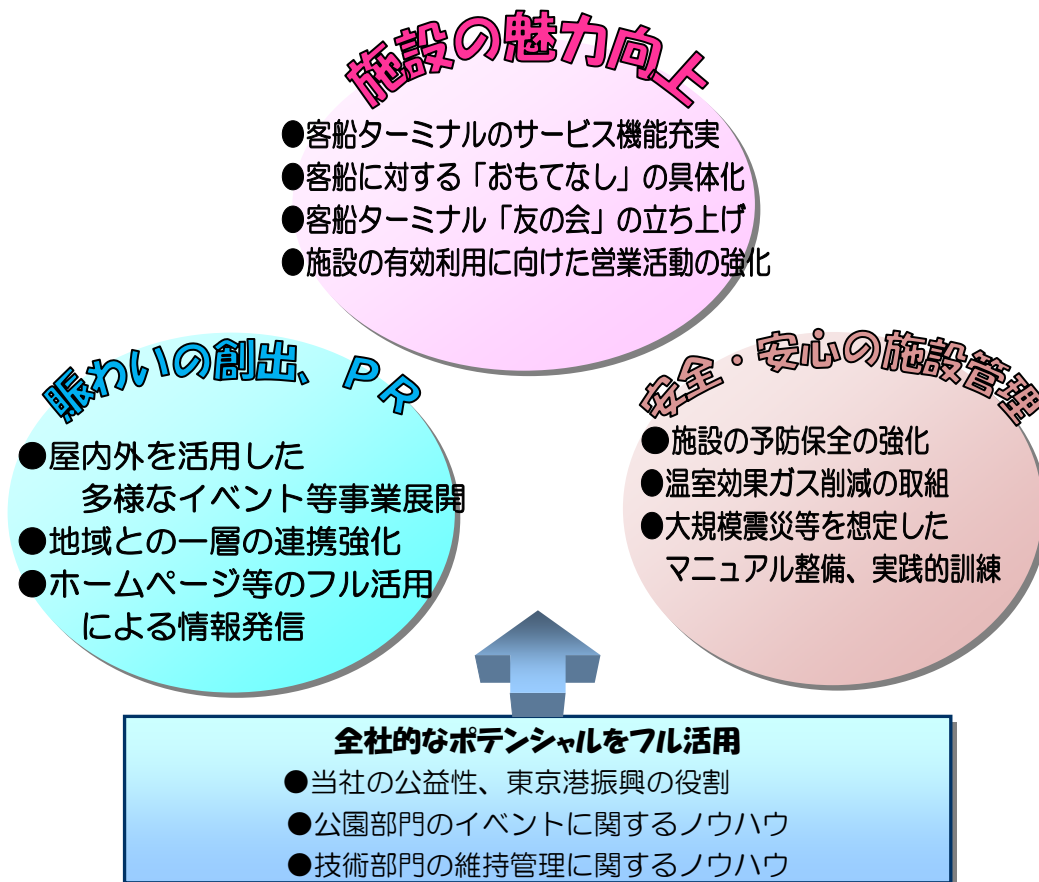 施設の魅力向上
●客船ターミナルのサービス機能充実
●客船に対する「おもてなし」の具体化
●客船ターミナル「友の会」の立ち上げ
●施設の有効利用に向けた営業活動の強化
賑わいの創出、ＰＲ
●屋内外を活用した
多様なイベント等事業展開
●地域との一層の連携強化
●ホームページ等のフル活用
による情報発信
安全・安心の施設管理
●施設の予防保全の強化
●温室効果ガス削減の取組
●大規模震災等を想定した
マニュアル整備、実践的訓練
全社的なポテンシャルをフル活用
●当社の公益性、東京港振興の役割
●公園部門のイベントに関するノウハウ
●技術部門の維持管理に関するノウハウ